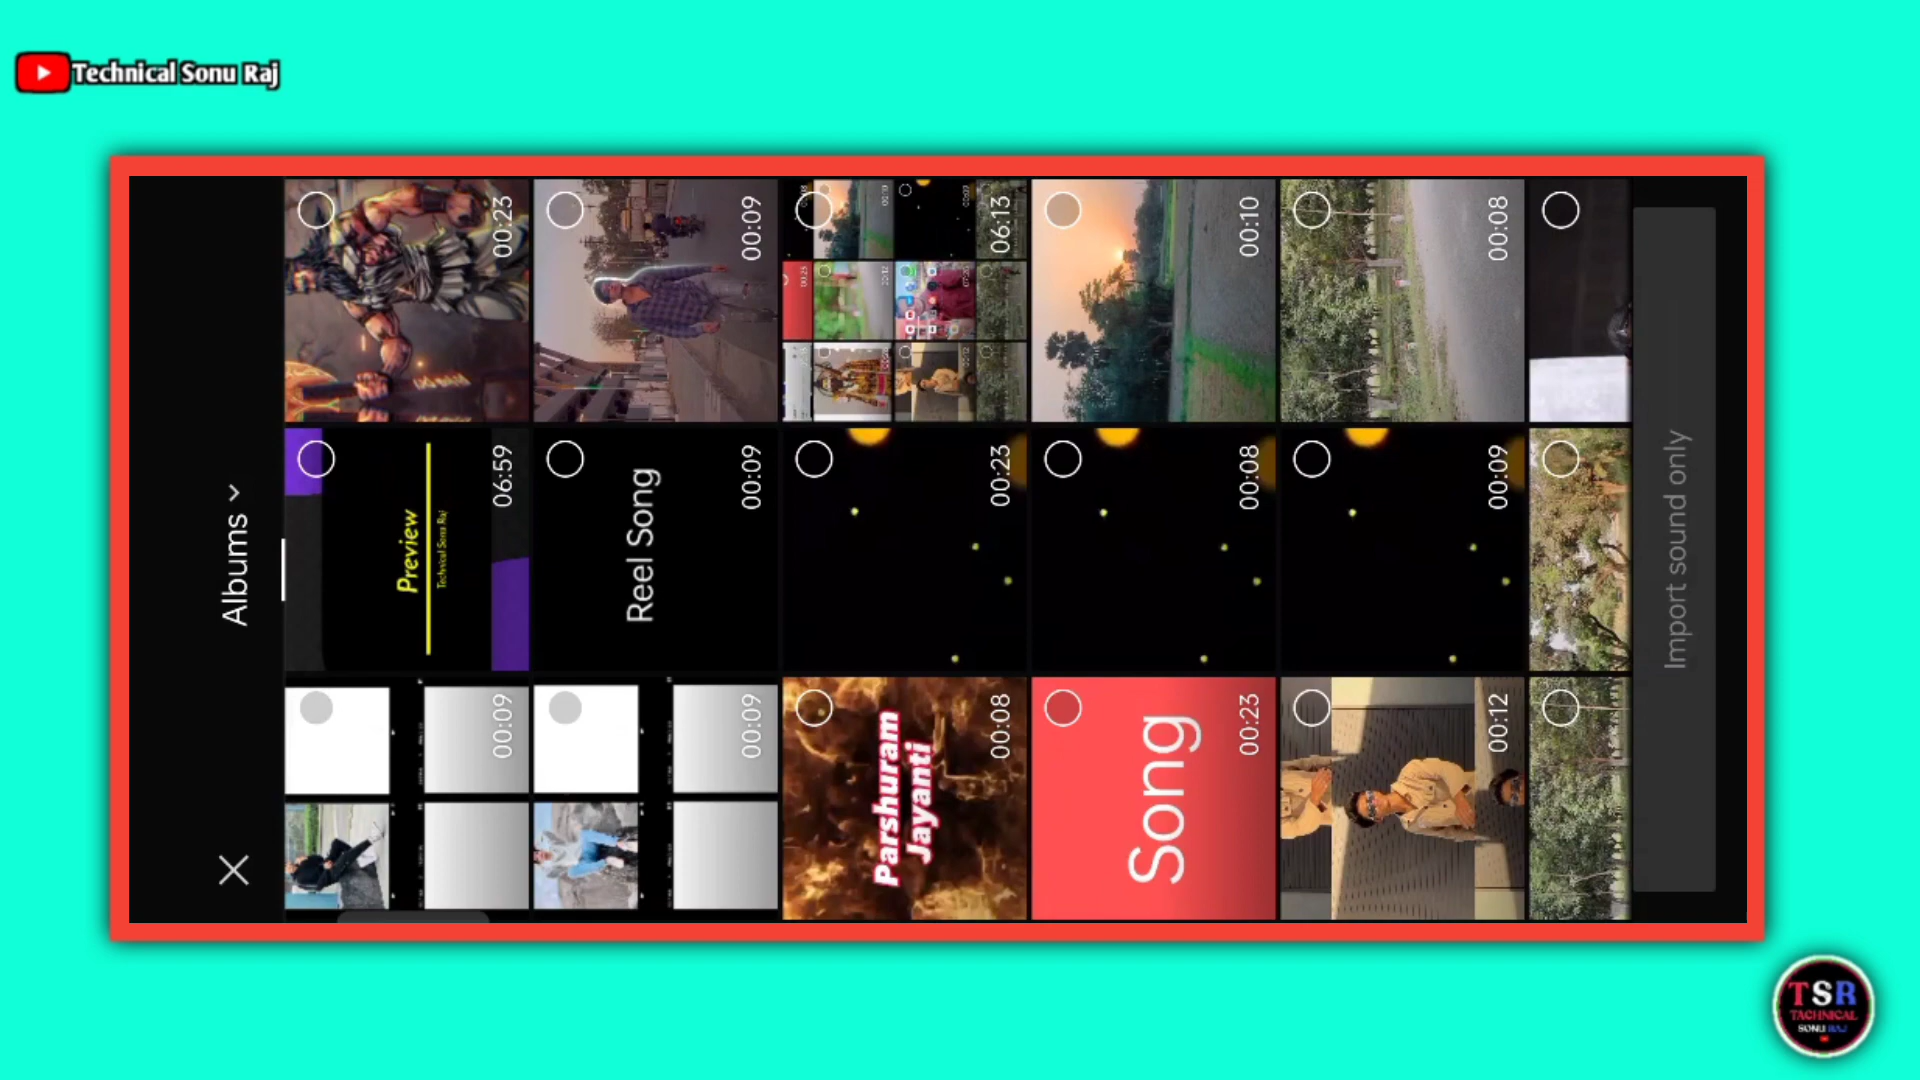 Technical Sonu Raj
Albums
00:09
06:59
Preview
Technical Sonu Raj
00:23
00:09
Reel Song
00:09
00:09
00:08
Parshuram
Jayanti
00:23
06:13
00:23
Song
00:08
00:10
00:12
00:09
00:08
Import sound only
TSR
TACHNICAL
SONU RAJ